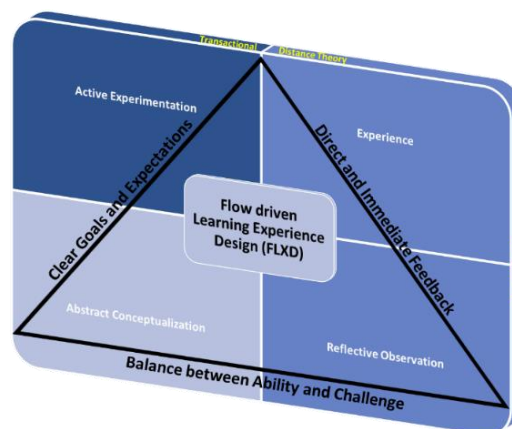 Transactional Distance Theory
Active Experimentation
Experience
Clear Goals and Expectations
Direct and Immediate Feedback
Flow driven
Learning Experience
Design (FLXD)
Abstract Conceptualization
Reflective Observation
Balance between Ability and Challenge